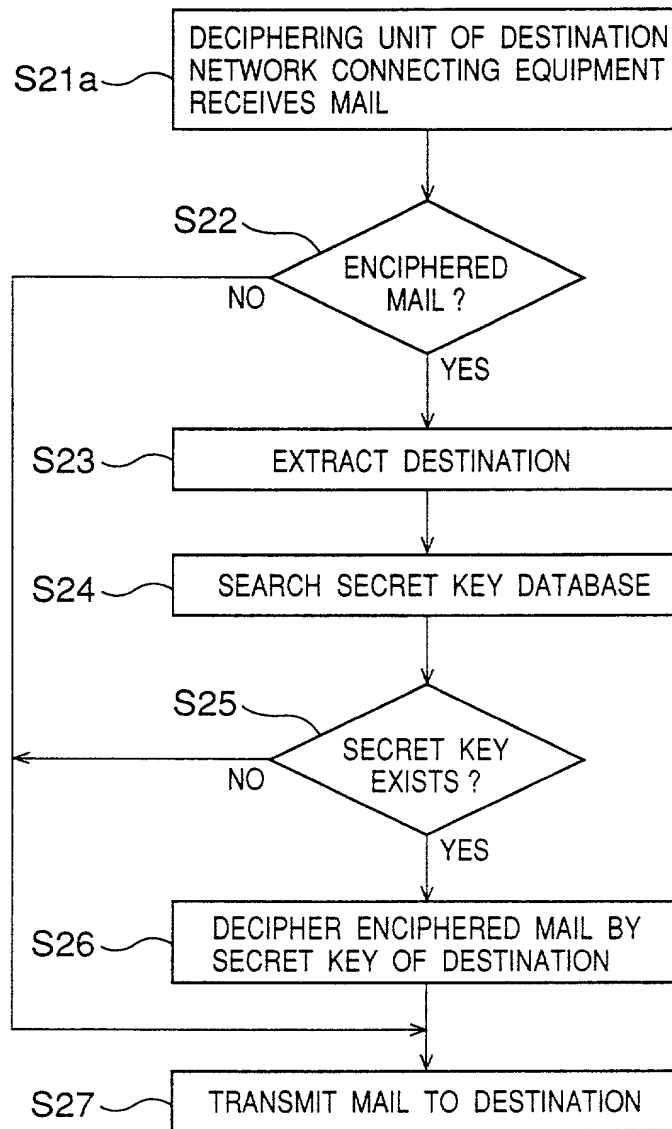 S21a
DECIPHERING UNIT OF DESTINATION
NETWORK CONNECTING EQUIPMENT
RECEIVES MAIL
S22
ENCIPHERED
MAIL ?
NO
YES
S23
EXTRACT DESTINATION
S24
SEARCH SECRET KEY DATABASE
S25
SECRET KEY
EXISTS ?
NO
YES
S26
DECIPHER ENCIPHERED MAIL BY
SECRET KEY OF DESTINATION
S27
TRANSMIT MAIL TO DESTINATION